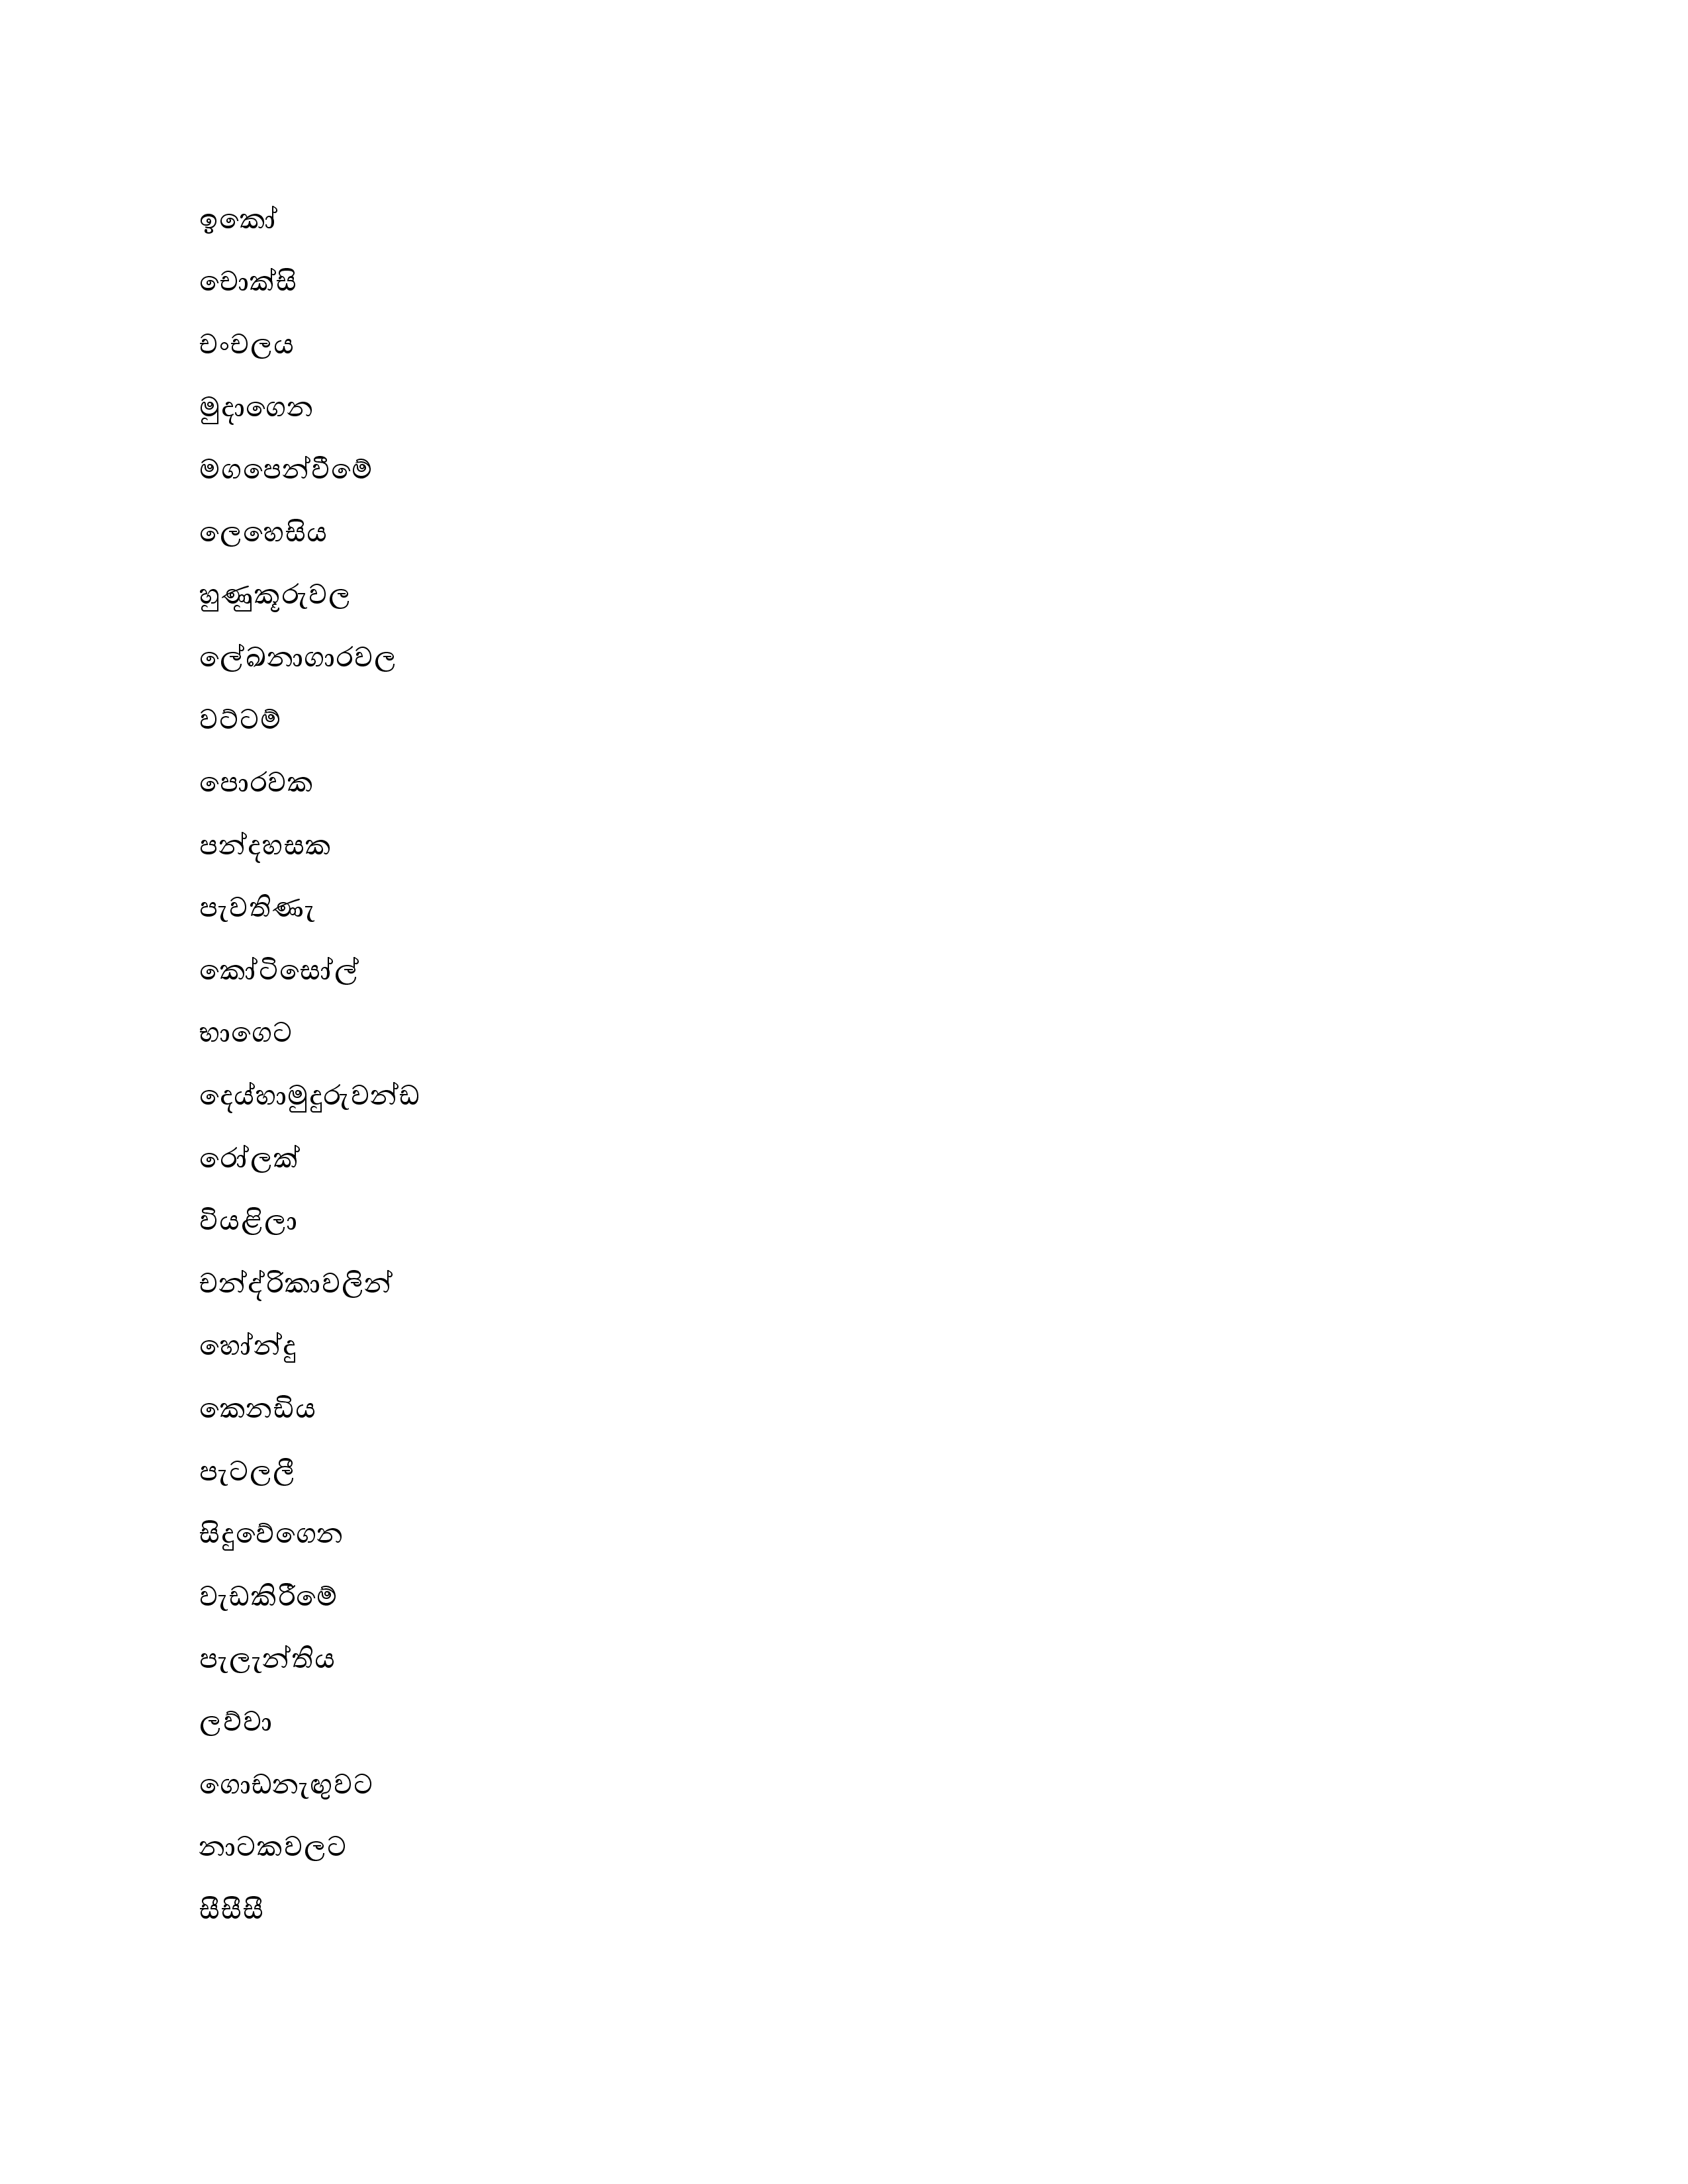 ඉකෝ
චොක්සි
චංචලය
මුදාගෙන
මගපෙන්වීමේ
ලෙහෙසිය
හුණුකූරුවල
ලේඛනාගාරවල
වට්ටම්
පොරවක
පන්දහසක
පැවතිණැ
කෝටිසෝල්
භාගෙට
දෙය්හාමුදුරුවන්ඩ
රෝලක්
වියළිලා
චන්ද්රිකාවලින්
හෝන්දු
කෙනඩිය
පැටලලී
සිදුවේගෙන
වැඩකිරීමේ
පැලැන්තිය
ලව්වා
ගොඩනැඟුවට
නාටකවලට
සීසීසී